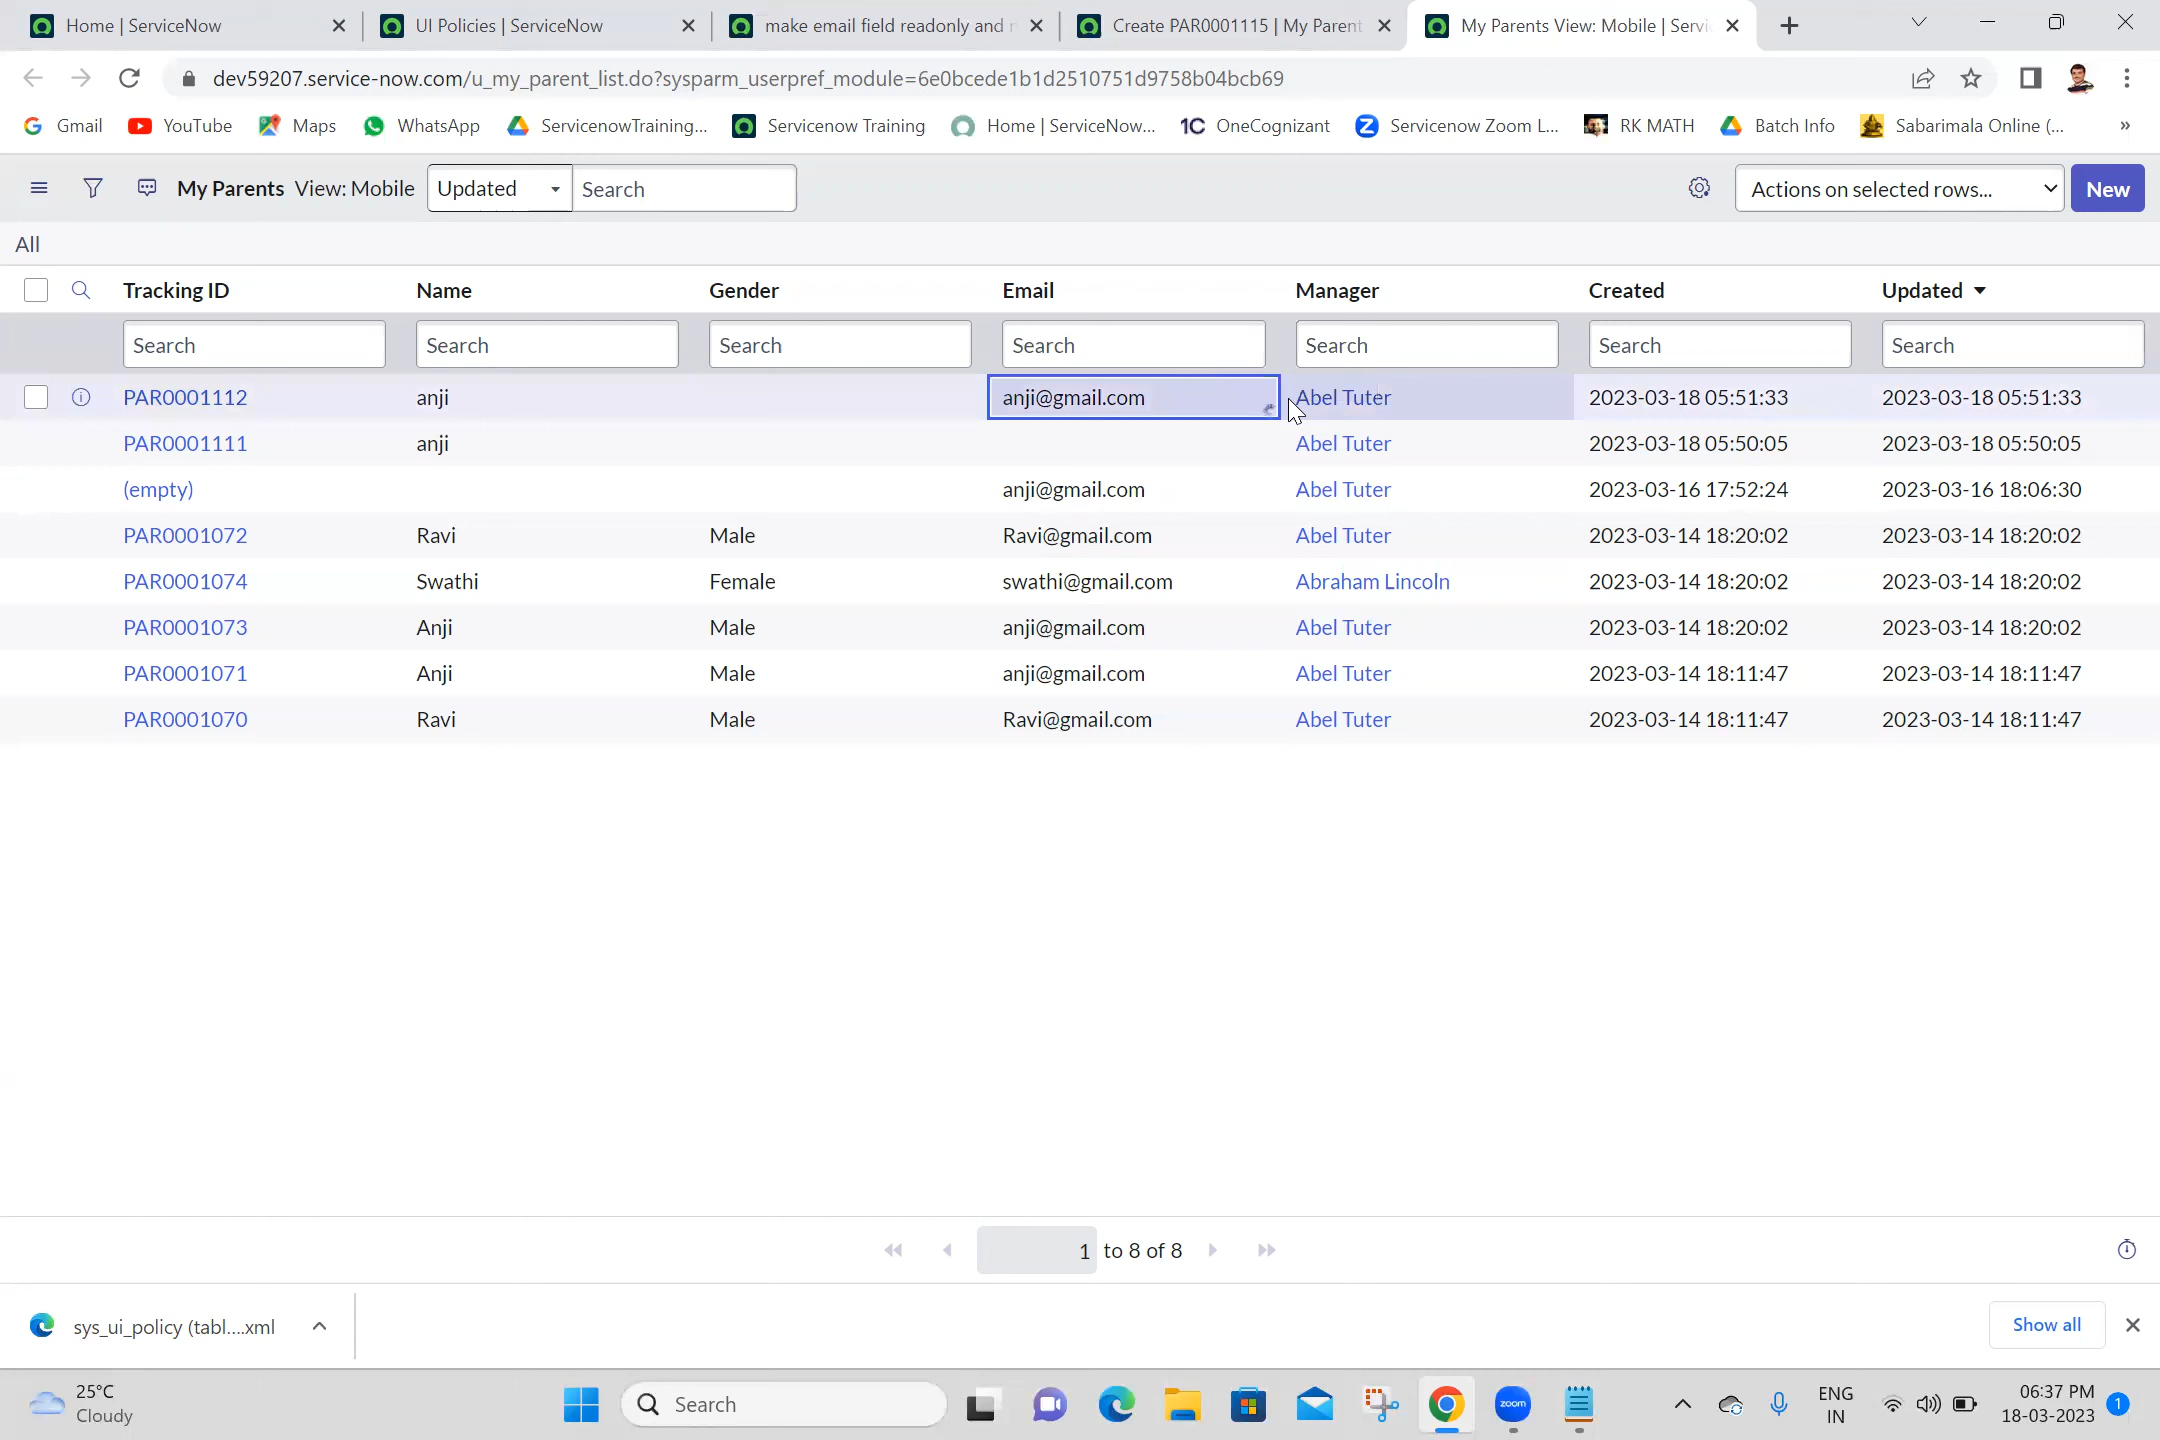 Home | ServiceNow
UI Policies | ServiceNow
make email field readonly and
Create PAR0001115 | My Parent
My Parents View: Mobile | Servi
dev59207.service-now.com/u_my_parent_list.do?sysparm_userpref_module=6e0bcede1b1d2510751d9758b04bcb69
Gmail YouTube Maps WhatsApp ServicenowTraining... Servicenow Training Home | ServiceNow... 1C OneCognizant Servicenow Zoom L... RK MATH Batch Info Sabarimala Online (... »
My Parents View: Mobile Updated Search Actions on selected rows... New
All
Tracking ID Name Gender Email Manager Created Updated
Search Search Search Search Search Search Search
PAR0001112 anji anji@gmail.com Abel Tuter 2023-03-18 05:51:33 2023-03-18 05:51:33
PAR0001111 anji Abel Tuter 2023-03-18 05:50:05 2023-03-18 05:50:05
(empty) anji@gmail.com Abel Tuter 2023-03-16 17:52:24 2023-03-16 18:06:30
PAR0001072 Ravi Male Ravi@gmail.com Abel Tuter 2023-03-14 18:20:02 2023-03-14 18:20:02
PAR0001074 Swathi Female swathi@gmail.com Abraham Lincoln 2023-03-14 18:20:02 2023-03-14 18:20:02
PAR0001073 Anji Male anji@gmail.com Abel Tuter 2023-03-14 18:20:02 2023-03-14 18:20:02
PAR0001071 Anji Male anji@gmail.com Abel Tuter 2023-03-14 18:11:47 2023-03-14 18:11:47
PAR0001070 Ravi Male Ravi@gmail.com Abel Tuter 2023-03-14 18:11:47 2023-03-14 18:11:47
1 to 8 of 8
sys_ui_policy (tabl....xml Show all
25°C
Cloudy
Search
zoom
ENG
IN
06:37 PM
18-03-2023
1